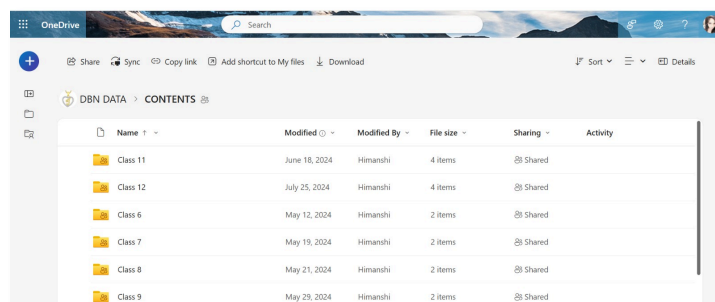 OneDrive Search ?
+ Share Sync Copy link Add shortcut to My files Download Sort Details
DBN DATA > CONTENTS
Name ↑ Modified Modified By File size Sharing Activity
Class 11 June 18, 2024 Himanshi 4 items Shared
Class 12 July 25, 2024 Himanshi 4 items Shared
Class 6 May 12, 2024 Himanshi 2 items Shared
Class 7 May 19, 2024 Himanshi 2 items Shared
Class 8 May 21, 2024 Himanshi 2 items Shared
Class 9 May 29, 2024 Himanshi 2 items Shared